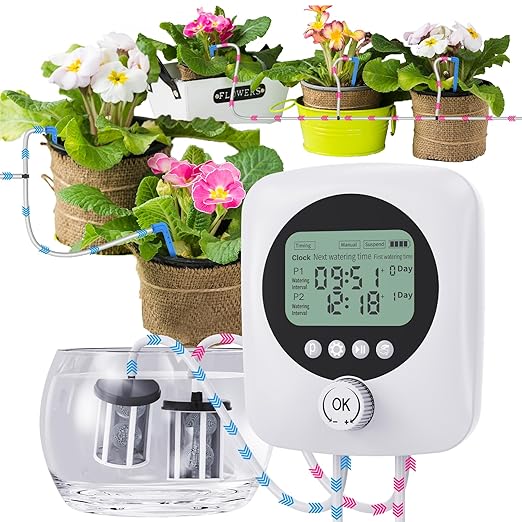 FLOWERS
Timing Manual Suspend
Clock Next watering time First watering time
P1 09:51 + 0 Day
Watering
Interval
P2 12:18 + 1 Day
Watering
Interval
P
OK
- +